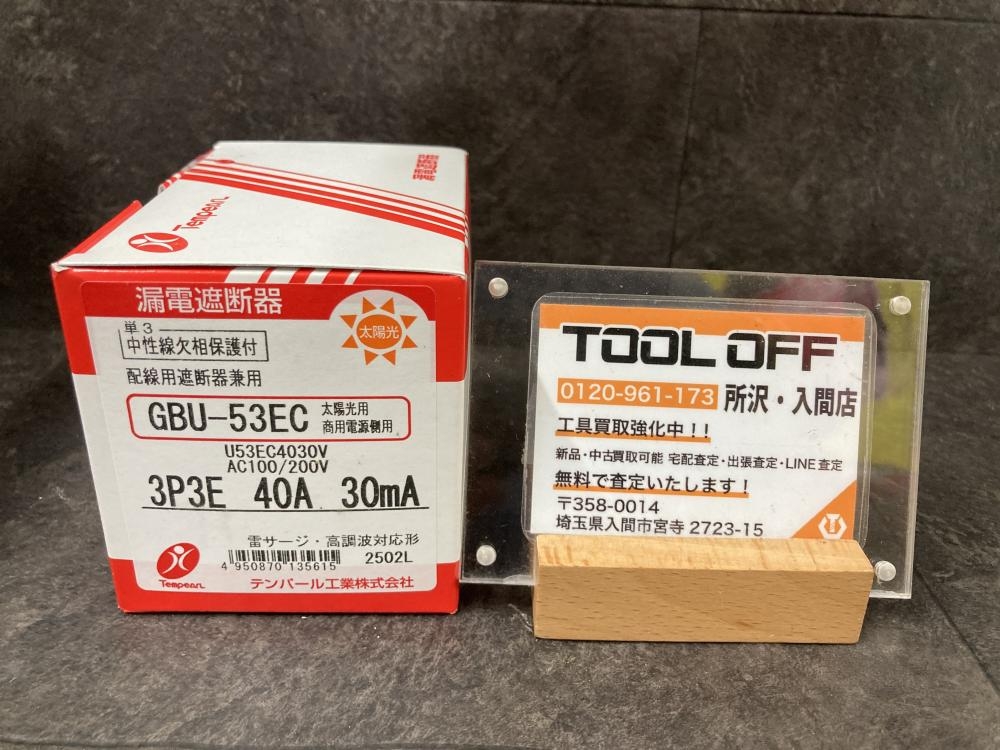 漏電遮断器
Tempearl
漏電遮断器
太陽光
単3
中性線欠相保護付
配線用遮断器兼用
GBU-53EC
太陽光用
商用電源側用
U53EC4030V
AC100/200V
3P3E 40A 30mA
雷サージ・高調波対応形
4 950870 135615
2502L
Tempearl
テンパール工業株式会社
TOOL OFF
0120-961-173
所沢・入間店
工具買取強化中!!
新品・中古買取可能 宅配査定・出張査定・LINE査定
無料で査定いたします!
〒358-0014
埼玉県入間市宮寺 2723-15